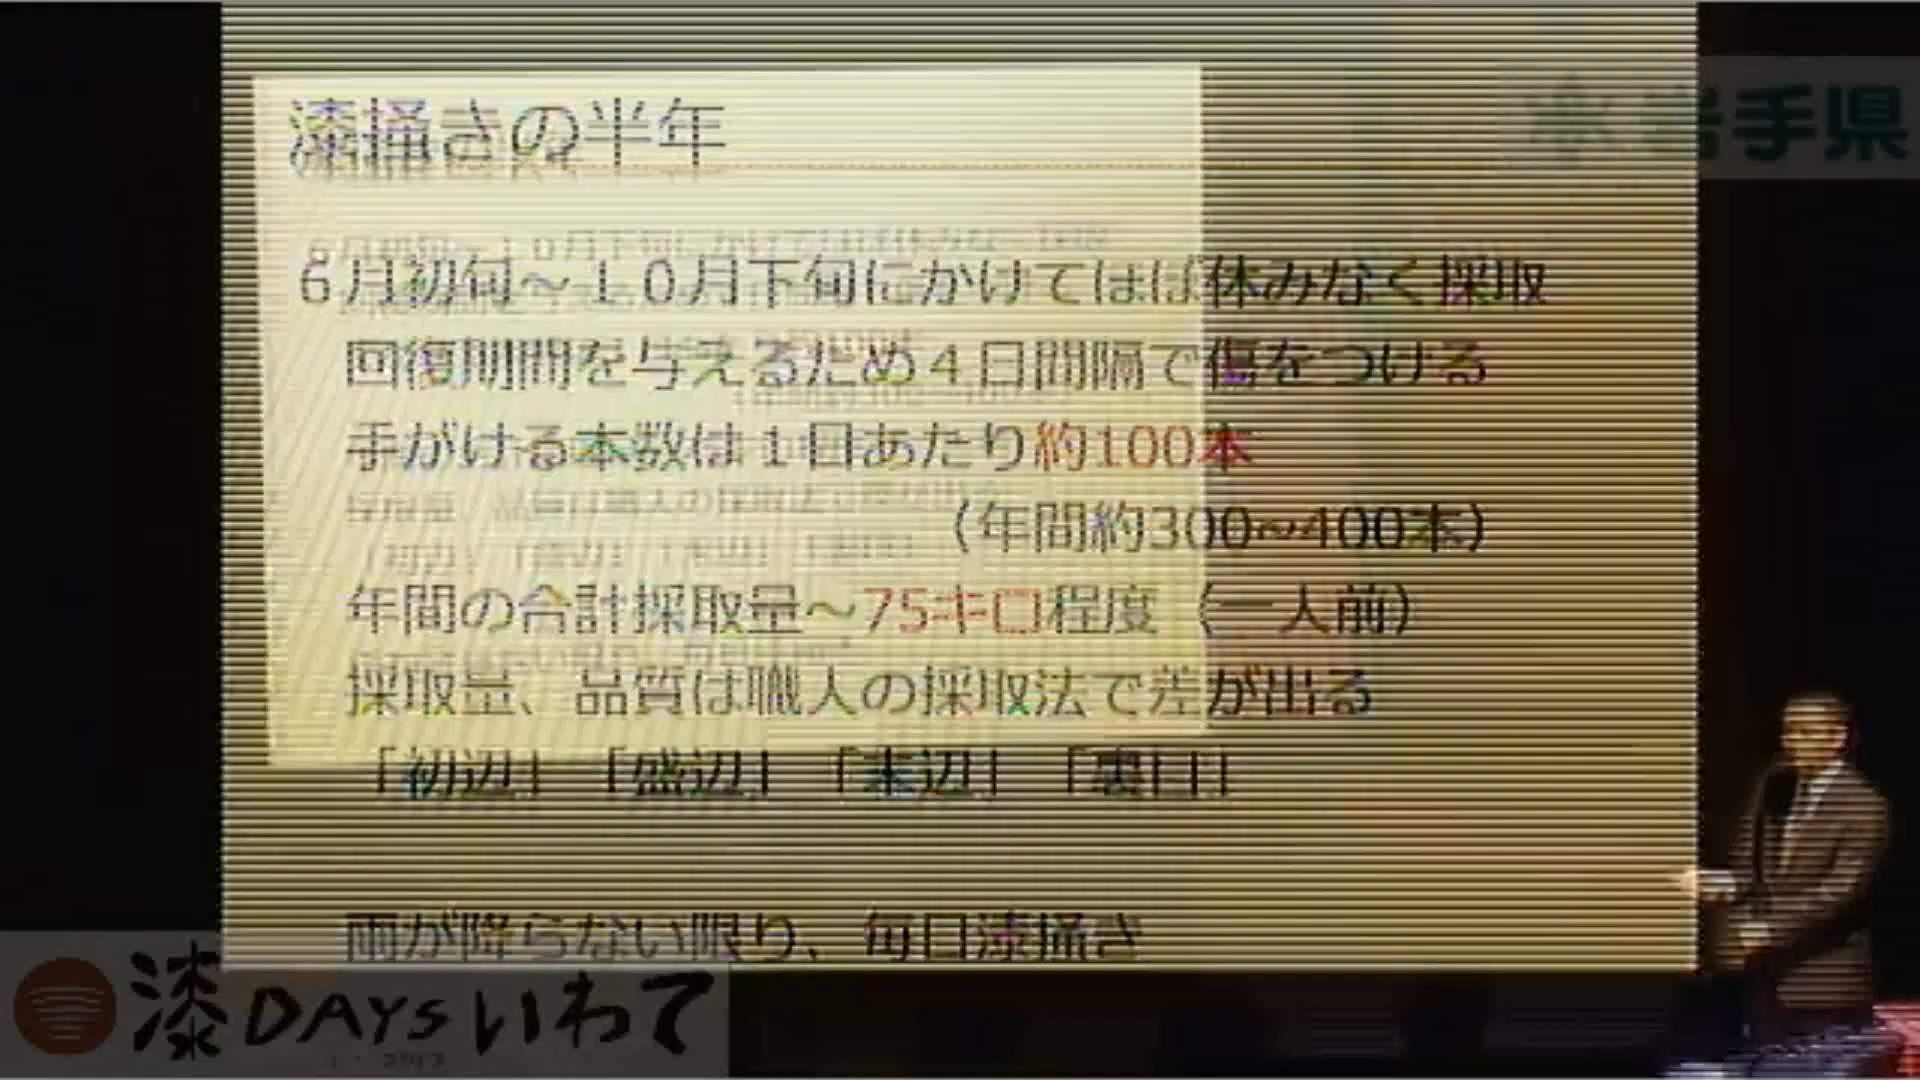 岩手県
漆掻きの半年
6月初旬～10月下旬にかけてほぼ休みなく採取
回復期間を与えるため4日間隔で傷をつける
手がける本数は1日あたり約100本
(年間約300~400本)
年間の合計採取量～75キロ程度（一人前）
採取量、品質は職人の採取法で差が出る
「初辺」「盛辺」「末辺」「裏目」
雨が降らない限り、毎日漆掻き
漆DAYSいわて